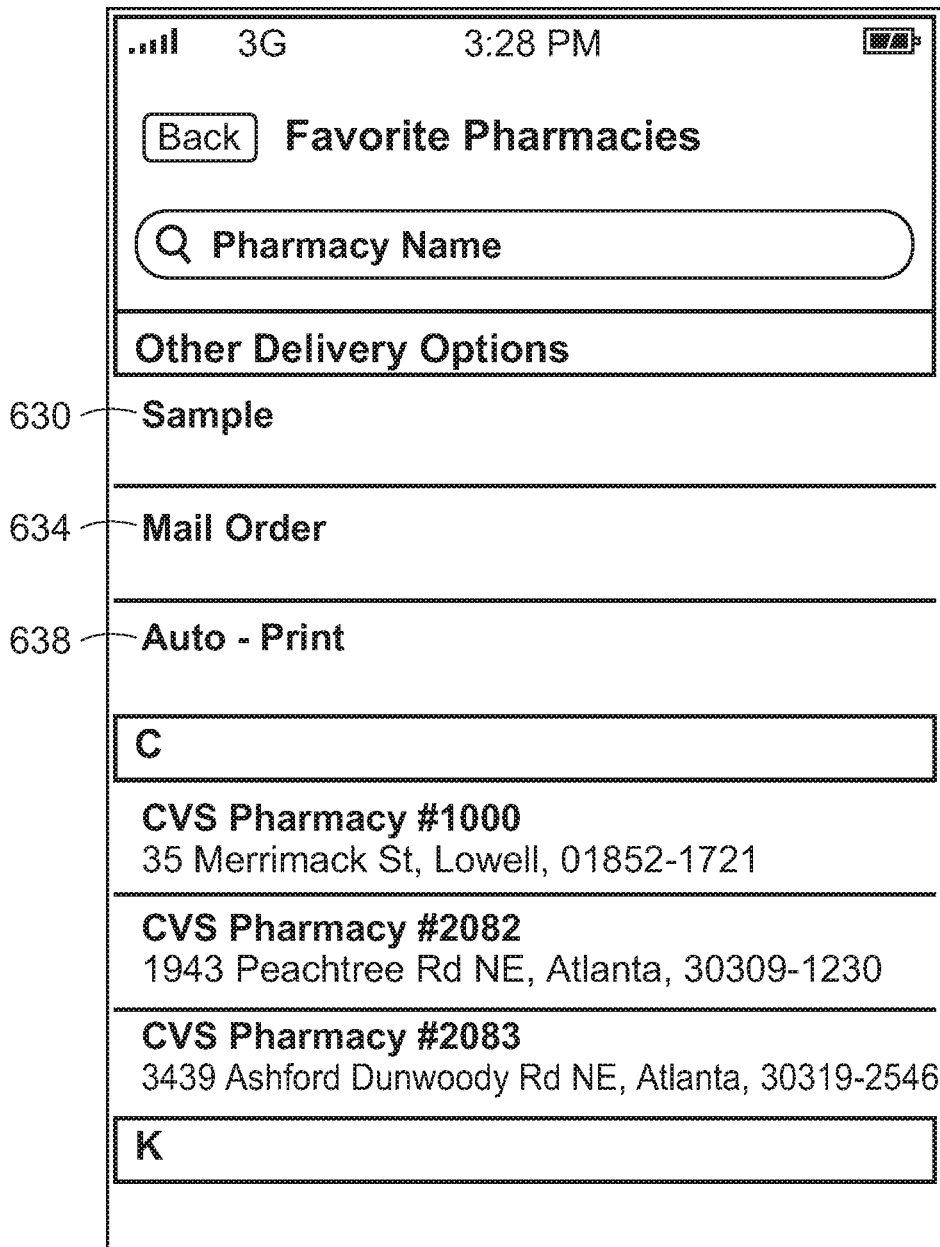 3G 3:28 PM
Back Favorite Pharmacies
Pharmacy Name
Other Delivery Options
630 Sample
634 Mail Order
638 Auto - Print
C
CVS Pharmacy #1000
35 Merrimack St, Lowell, 01852-1721
CVS Pharmacy #2082
1943 Peachtree Rd NE, Atlanta, 30309-1230
CVS Pharmacy #2083
3439 Ashford Dunwoody Rd NE, Atlanta, 30319-2546
K